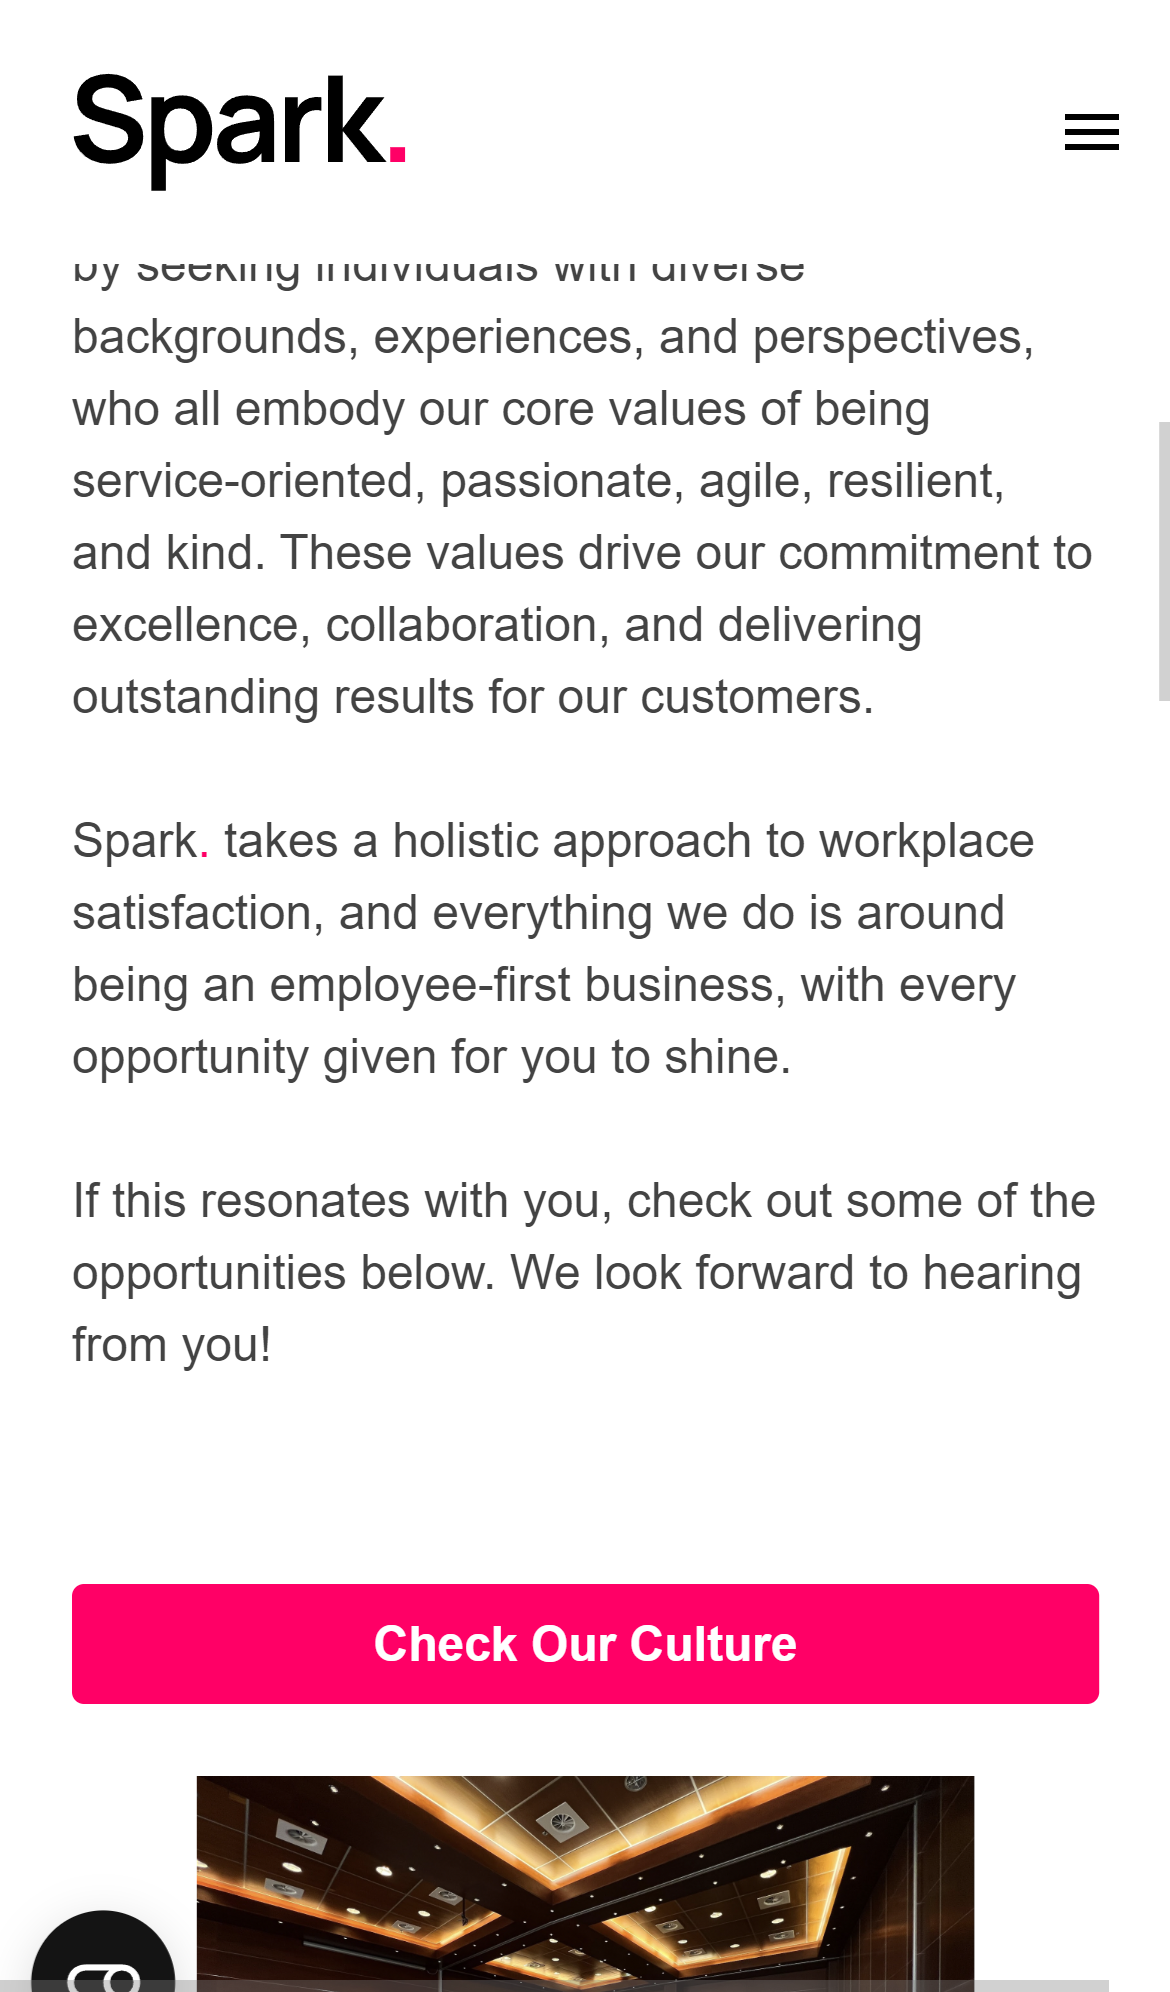 Spark.
by seeking individuals with diverse
backgrounds, experiences, and perspectives,
who all embody our core values of being
service-oriented, passionate, agile, resilient,
and kind. These values drive our commitment to
excellence, collaboration, and delivering
outstanding results for our customers.
Spark. takes a holistic approach to workplace
satisfaction, and everything we do is around
being an employee-first business, with every
opportunity given for you to shine.
If this resonates with you, check out some of the
opportunities below. We look forward to hearing
from you!
Check Our Culture